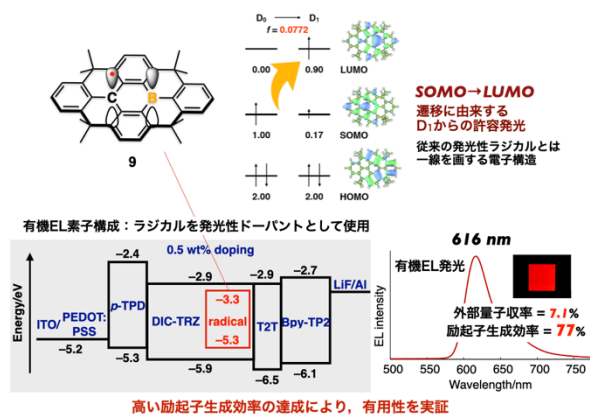 D₀ → D₁
f = 0.0772
0.00
0.90
LUMO
1.00
0.17
SOMO
2.00
2.00
HOMO
C
B
9
SOMO→LUMO
遷移に由来する
D₁からの許容発光
従来の発光性ラジカルとは
一線を画する電子構造
有機EL素子構成：ラジカルを発光性ドーパントとして使用
Energy/eV
0.5 wt% doping
−2.4
−2.9
−2.9
−2.7
LiF/Al
ITO/
PEDOT:
PSS
p-TPD
DIC-TRZ
−3.3
radical
−5.3
T2T
Bpy-TP2
−5.2
−5.3
−5.9
−6.5
−6.1
616 nm
有機EL発光
外部量子収率 = 7.1%
励起子生成効率 = 77%
EL intensity
500 550 600 650 700 750
Wavelength/nm
高い励起子生成効率の達成により，有用性を実証